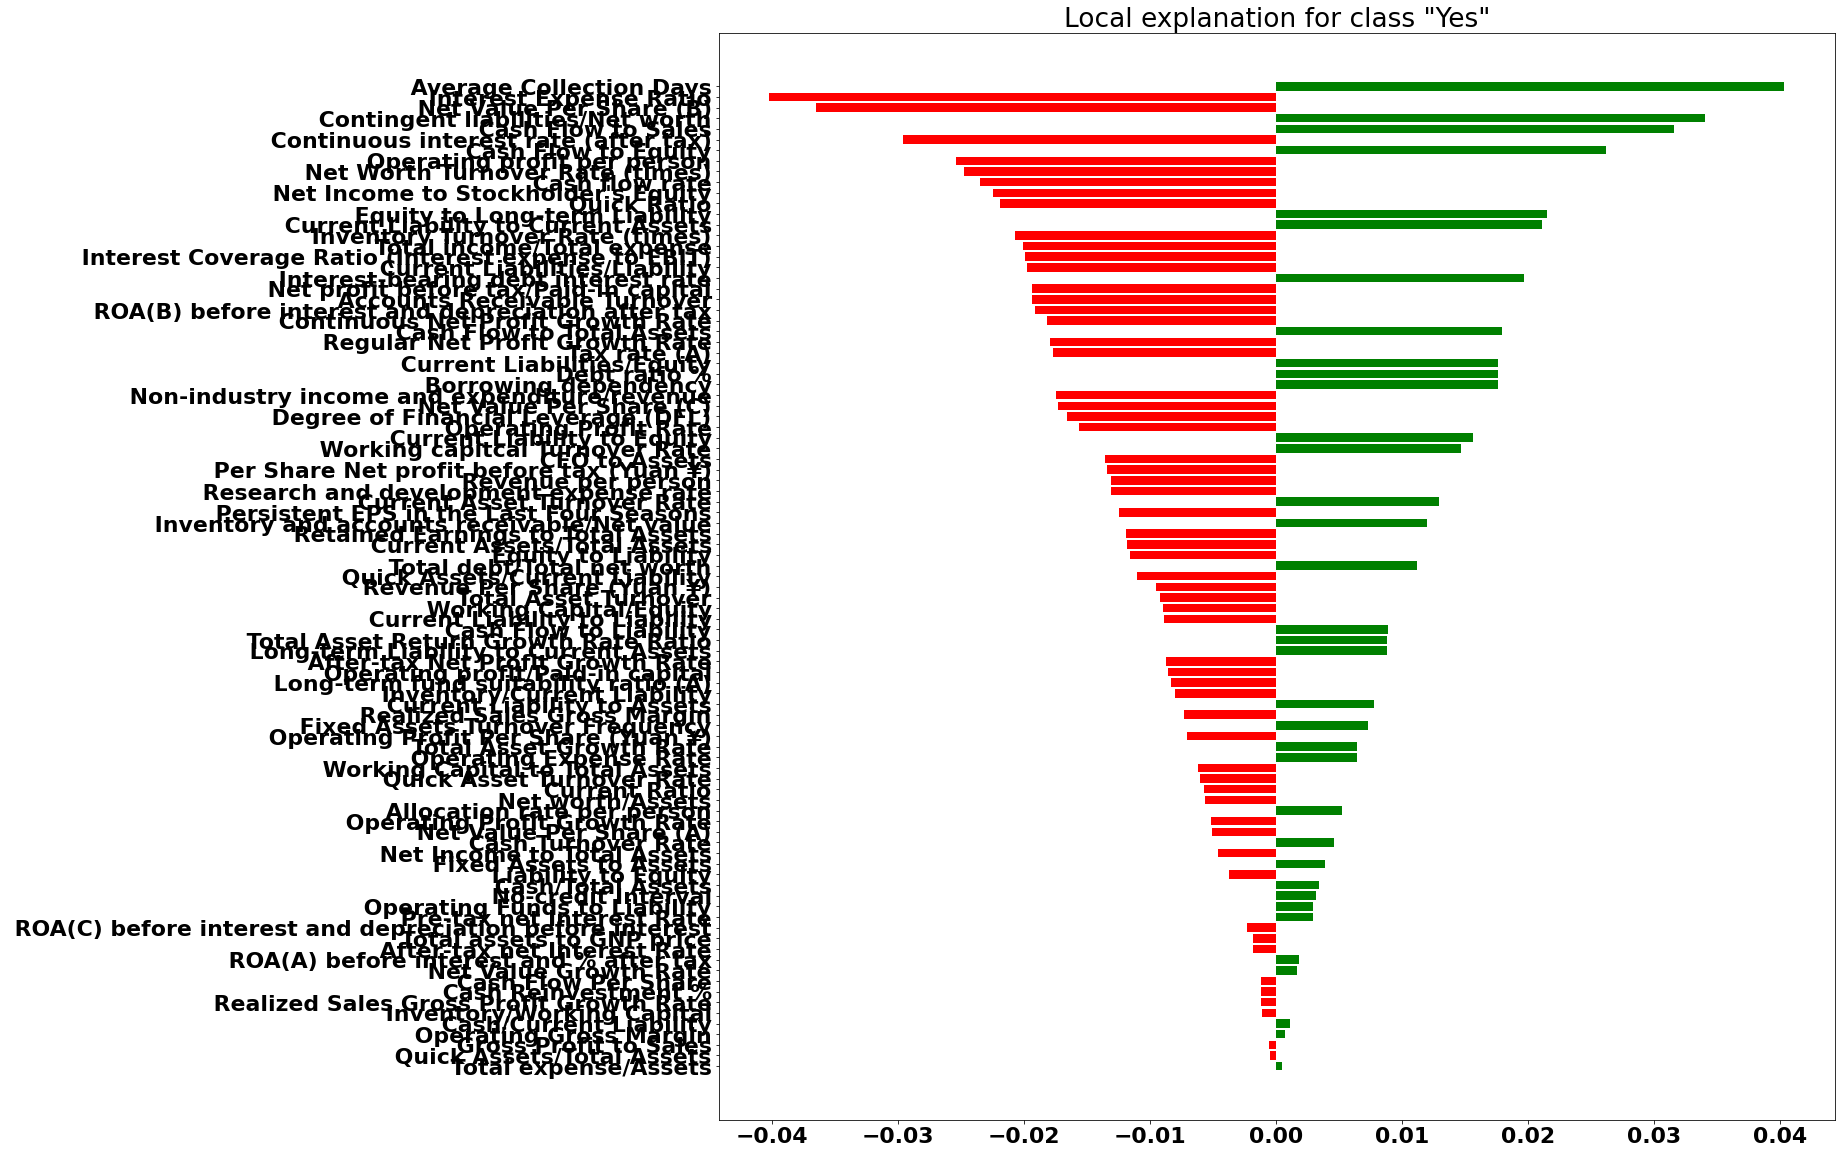 Local explanation for class "Yes"
Average Collection Days
Interest Expense Ratio
Net Value Per Share (B)
Contingent liabilities/Net worth
Cash Flow to Sales
Continuous interest rate (after tax)
Cash Flow to Equity
Operating profit per person
Net Worth Turnover Rate (times)
Cash flow rate
Net Income to Stockholder's Equity
Quick Ratio
Equity to Long-term Liability
Current Liability to Current Assets
Inventory Turnover Rate (times)
Total income/Total expense
Interest Coverage Ratio (Interest expense to EBIT)
Current Liabilities/Liability
Interest-bearing debt interest rate
Net profit before tax/Paid-in capital
Accounts Receivable Turnover
ROA(B) before interest and depreciation after tax
Continuous Net Profit Growth Rate
Cash Flow to Total Assets
Regular Net Profit Growth Rate
Tax rate (A)
Current Liabilities/Equity
Debt ratio %
Borrowing dependency
Non-industry income and expenditure/revenue
Net Value Per Share (C)
Degree of Financial Leverage (DFL)
Operating Profit Rate
Current Liability to Equity
Working capitcal Turnover Rate
CFO to Assets
Per Share Net profit before tax (Yuan ¥)
Revenue per person
Research and development expense rate
Current Asset Turnover Rate
Persistent EPS in the Last Four Seasons
Inventory and accounts receivable/Net value
Retained Earnings to Total Assets
Current Assets/Total Assets
Equity to Liability
Total debt/Total net worth
Quick Assets/Current Liability
Revenue Per Share (Yuan ¥)
Total Asset Turnover
Working Capital/Equity
Current Liability to Liability
Cash Flow to Liability
Total Asset Return Growth Rate Ratio
Long-term Liability to Current Assets
After-tax Net Profit Growth Rate
Operating profit/Paid-in capital
Long-term fund suitability ratio (A)
Inventory/Current Liability
Current Liability to Assets
Realized Sales Gross Margin
Fixed Assets Turnover Frequency
Operating Profit Per Share (Yuan ¥)
Total Asset Growth Rate
Operating Expense Rate
Working Capital to Total Assets
Quick Asset Turnover Rate
Current Ratio
Net worth/Assets
Allocation rate per person
Operating Profit Growth Rate
Net Value Per Share (A)
Cash Turnover Rate
Net Income to Total Assets
Fixed Assets to Assets
Liability to Equity
Cash/Total Assets
No-credit Interval
Operating Funds to Liability
Pre-tax net Interest Rate
ROA(C) before interest and depreciation before interest
Total assets to GNP price
After-tax net Interest Rate
ROA(A) before interest and % after tax
Net Value Growth Rate
Cash Flow Per Share
Cash Reinvestment %
Realized Sales Gross Profit Growth Rate
Inventory/Working Capital
Cash/Current Liability
Operating Gross Margin
Gross Profit to Sales
Quick Assets/Total Assets
Total expense/Assets
−0.04 −0.03 −0.02 −0.01 0.00 0.01 0.02 0.03 0.04